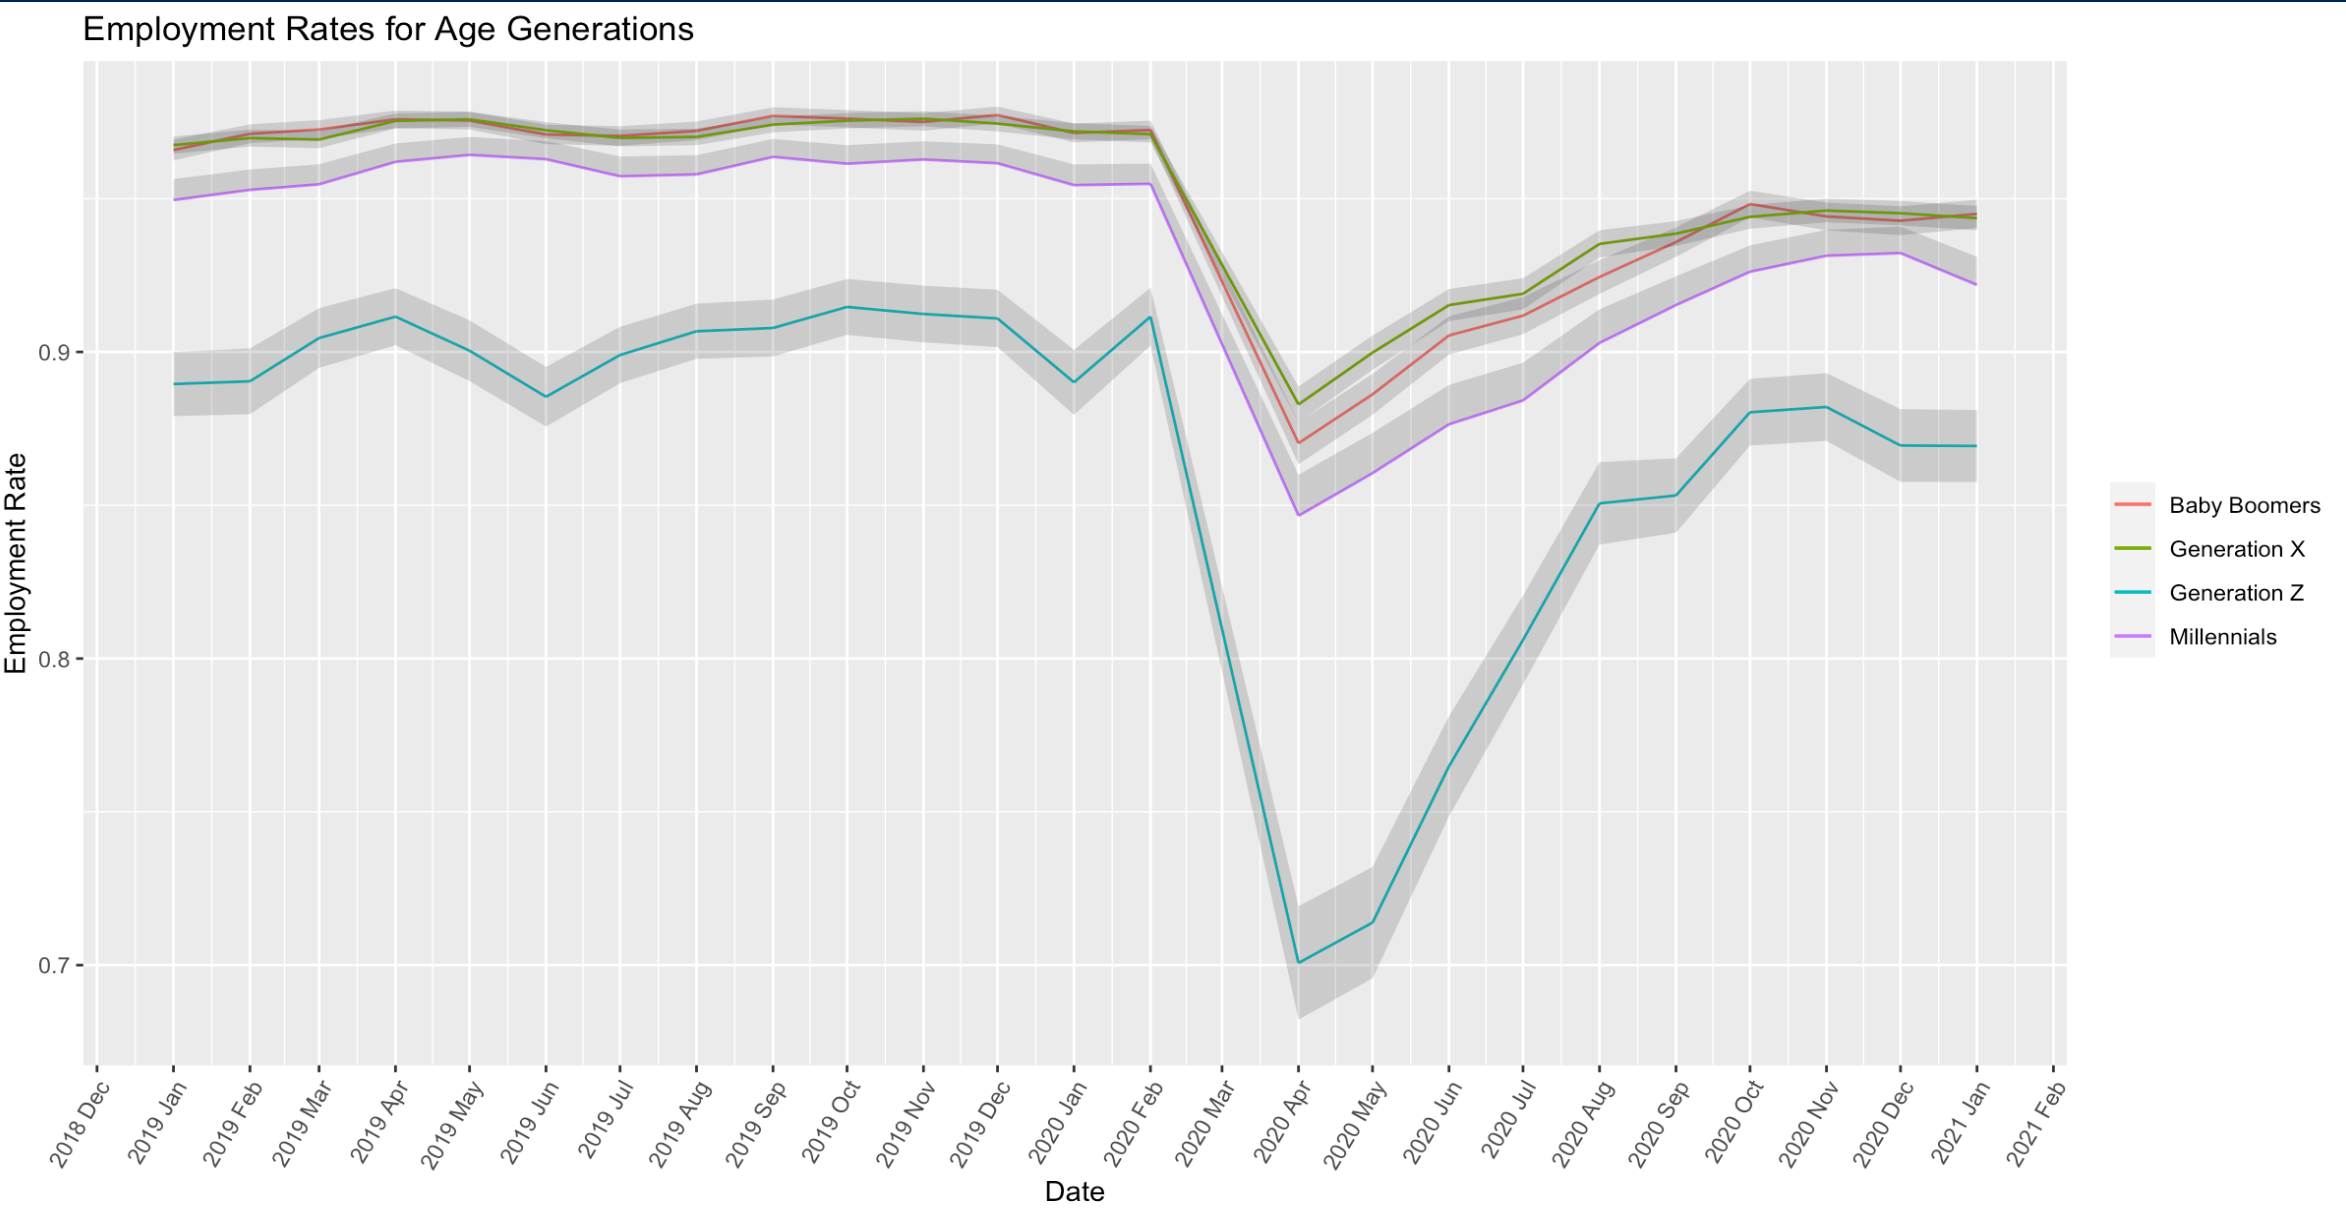 Employment Rates for Age Generations
Employment Rate
0.9
0.8
0.7
2018 Dec
2019 Jan
2019 Feb
2019 Mar
2019 Apr
2019 May
2019 Jun
2019 Jul
2019 Aug
2019 Sep
2019 Oct
2019 Nov
2019 Dec
2020 Jan
2020 Feb
2020 Mar
2020 Apr
2020 May
2020 Jun
2020 Jul
2020 Aug
2020 Sep
2020 Oct
2020 Nov
2020 Dec
2021 Jan
2021 Feb
Date
Baby Boomers
Generation X
Generation Z
Millennials